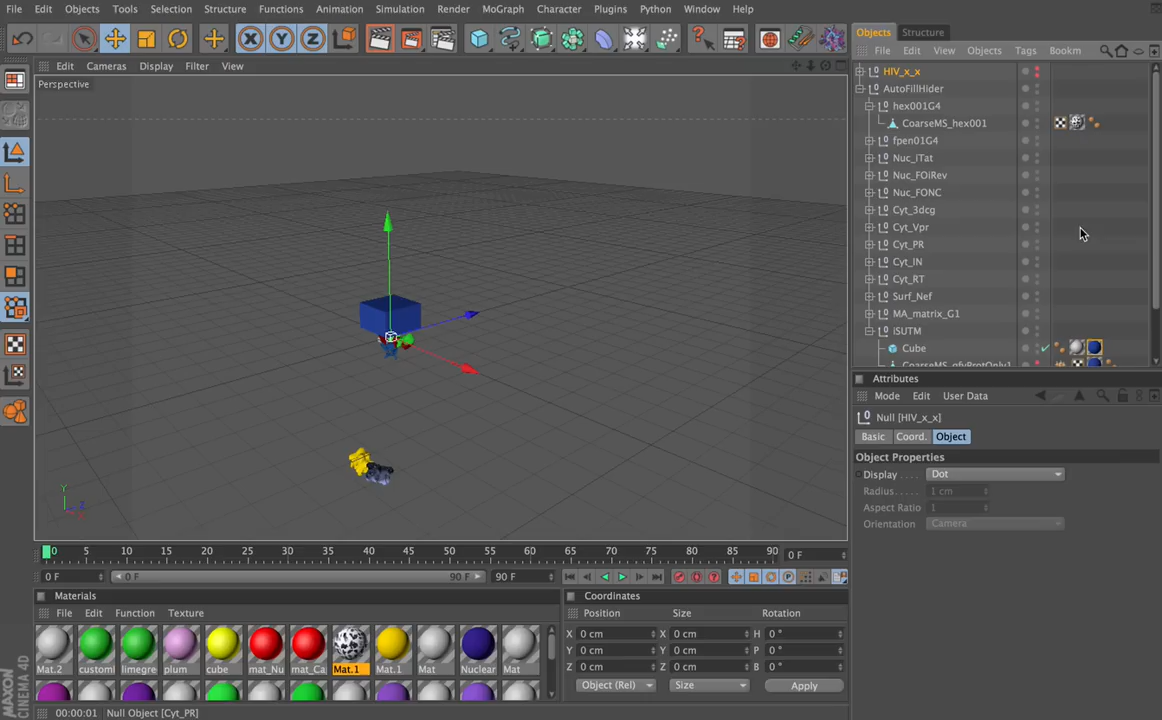 File Edit Objects Tools Selection Structure Functions Animation Simulation Render MoGraph Character Plugins Python Window Help
X Y Z
Objects Structure
File Edit View Objects Tags Bookm
Edit Cameras Display Filter View
Perspective
HIV_x_x
AutoFillHider
hex001G4
CoarseMS_hex001
fpen01G4
Nuc_iTat
Nuc_FOiRev
Nuc_FONC
Cyt_3dcg
Cyt_Vpr
Cyt_PR
Cyt_IN
Cyt_RT
Surf_Nef
MA_matrix_G1
iSUTM
Cube
Attributes
Mode Edit User Data
Null [HIV_x_x]
Basic Coord. Object
Object Properties
Display Dot
Radius 1 cm
Aspect Ratio 1
Orientation Camera
Y
Z
X
0 5 10 15 20 25 30 35 40 45 50 55 60 65 70 75 80 85 90 0 F
0 F 0 F 90 F 90 F
Materials
File Edit Function Texture
Mat.2 custom limegre plum cube mat_Nu mat_Ca Mat.1 Mat.1 Mat Nuclear Mat
Coordinates
Position Size Rotation
X 0 cm X 0 cm H 0 °
Y 0 cm Y 0 cm P 0 °
Z 0 cm Z 0 cm B 0 °
Object (Rel) Size Apply
MAXON CINEMA 4D
00:00:01 Null Object [Cyt_PR]